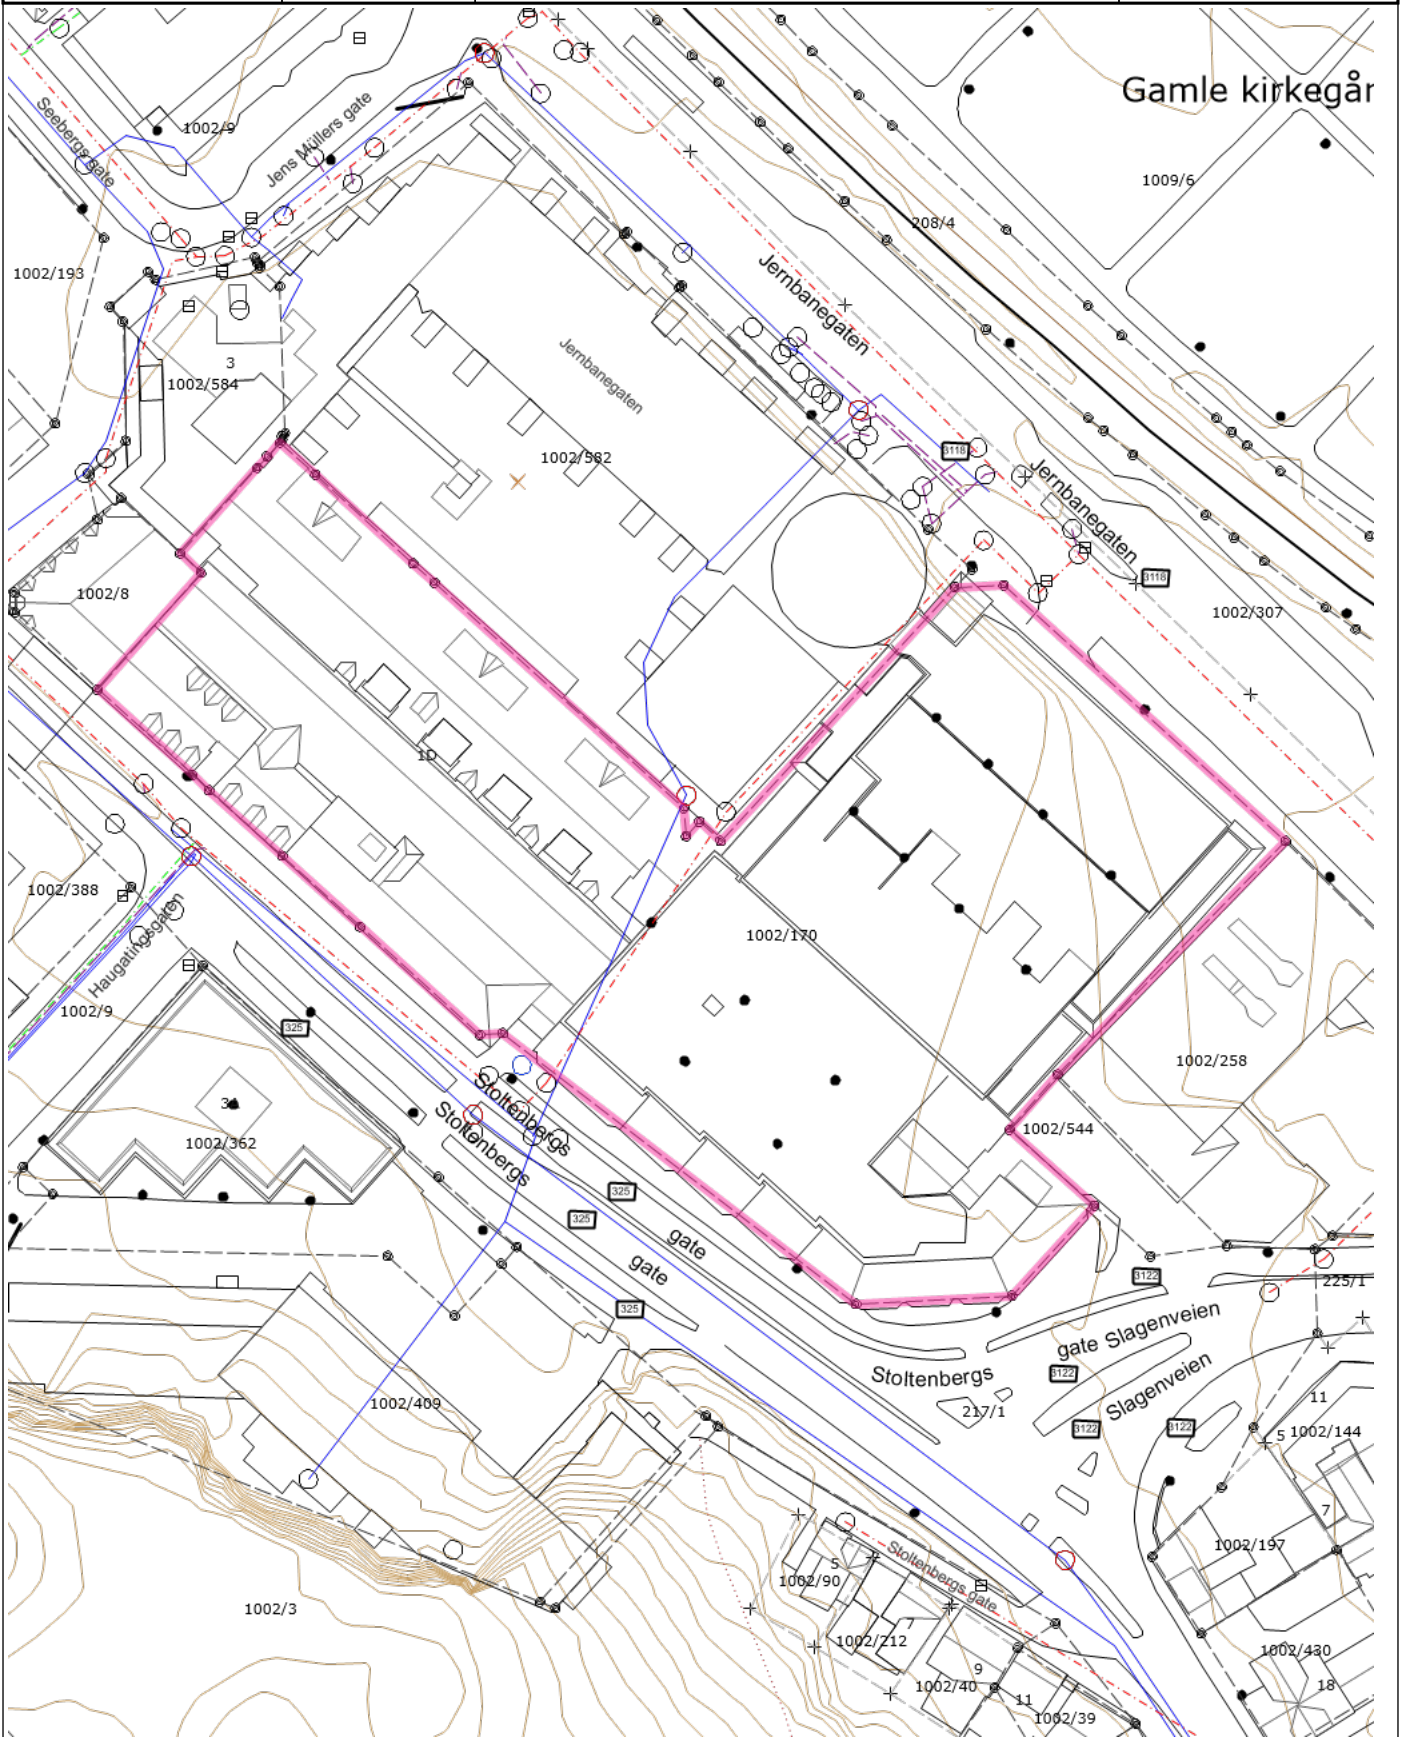 Gamle kirkegår
Seebergs gate
1002/9
Jens Müllers gate
1009/6
208/4
1002/193
Jernbanegaten
3
1002/584
Jernbanegaten
1002/582
3118
Jernbanegaten
3118
1002/8
1002/307
1D
1002/388
Haugatingsgaten
1002/170
1002/9
325
1002/258
3A
1002/362
Stoltenbergs
Stoltenbergs
1002/544
325
325
gate
gate
3122
225/1
325
gate Slagenveien
Stoltenbergs
3122
Slagenveien
11
1002/409
217/1
3122
3122
5
1002/144
7
1002/197
Stoltenbergs gate
5
1002/90
1002/3
7
1002/212
1002/430
9
1002/40
18
11
1002/39